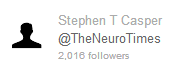 Stephen T Casper
@TheNeuroTimes
2,016 followers